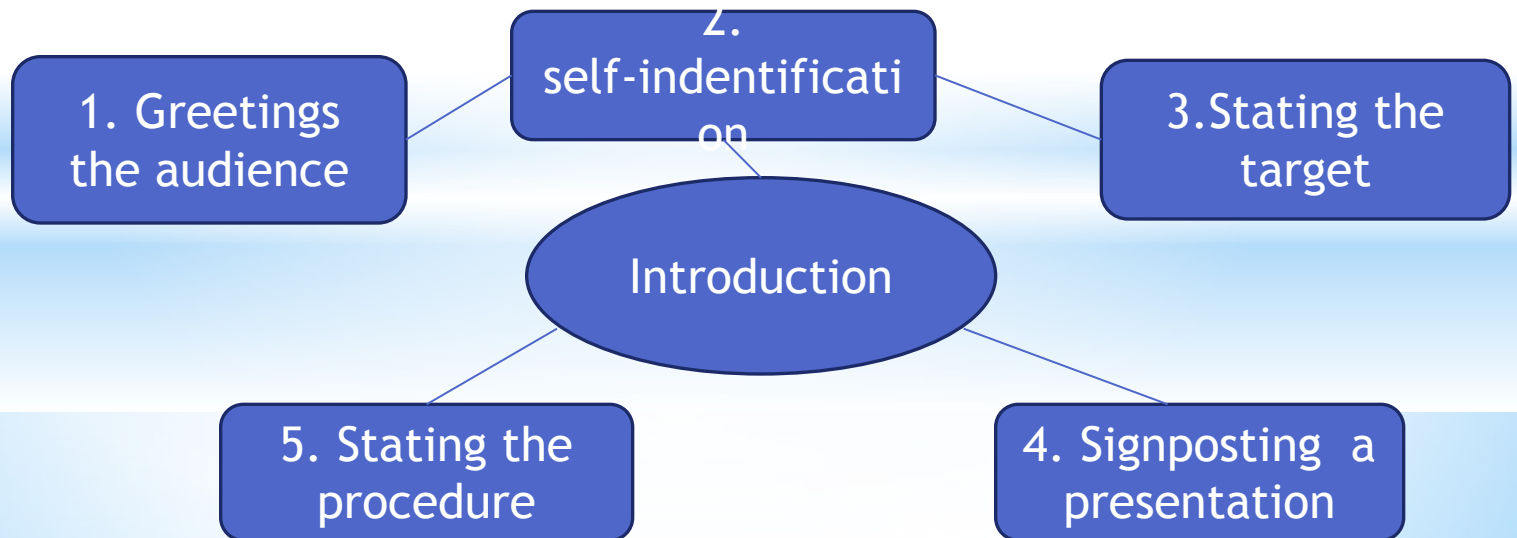 1. Greetings
the audience
2.
self-indentificati
on
3.Stating the
target
Introduction
4. Signposting a
presentation
5. Stating the
procedure